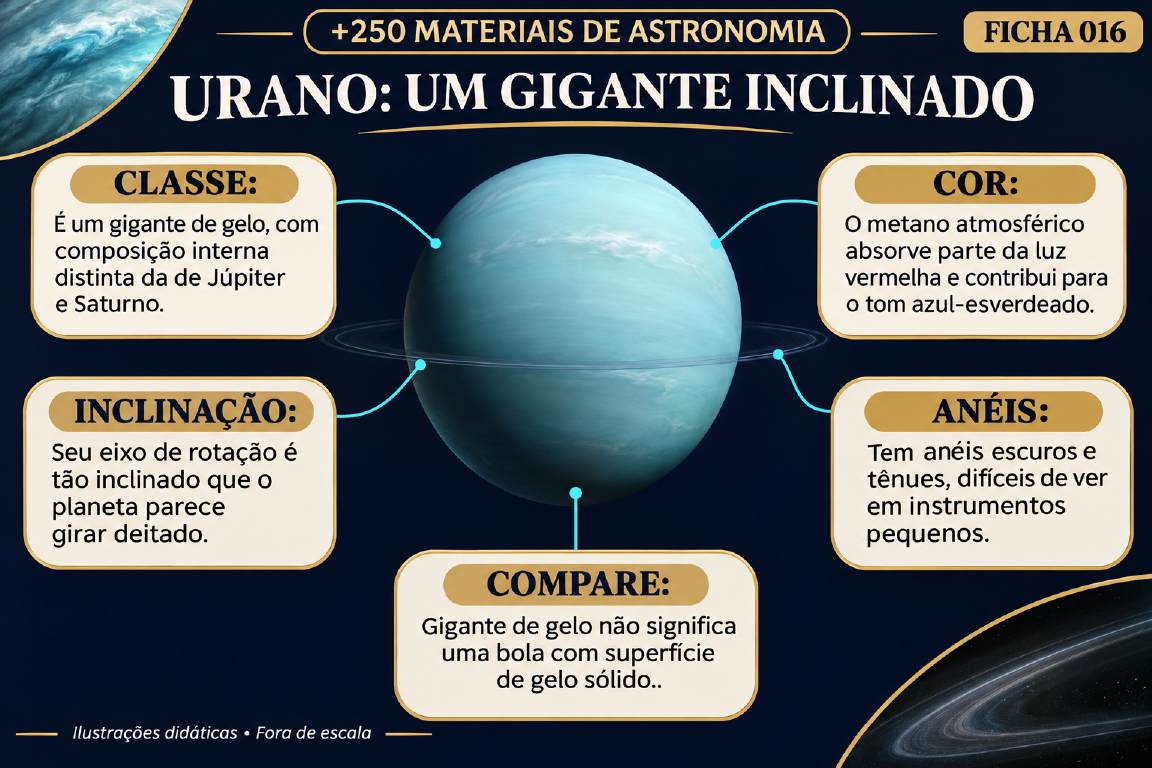 +250 MATERIAIS DE ASTRONOMIA
FICHA 016
URANO: UM GIGANTE INCLINADO
CLASSE:
É um gigante de gelo, com
composição interna
distinta da de Júpiter
e Saturno.
COR:
O metano atmosférico
absorve parte da luz
vermelha e contribui para
o tom azul-esverdeado.
INCLINAÇÃO:
Seu eixo de rotação é
tão inclinado que o
planeta parece
girar deitado.
ANÉIS:
Tem anéis escuros e
tênues, difíceis de ver
em instrumentos
pequenos.
COMPARE:
Gigante de gelo não significa
uma bola com superfície
de gelo sólido..
Ilustrações didáticas • Fora de escala